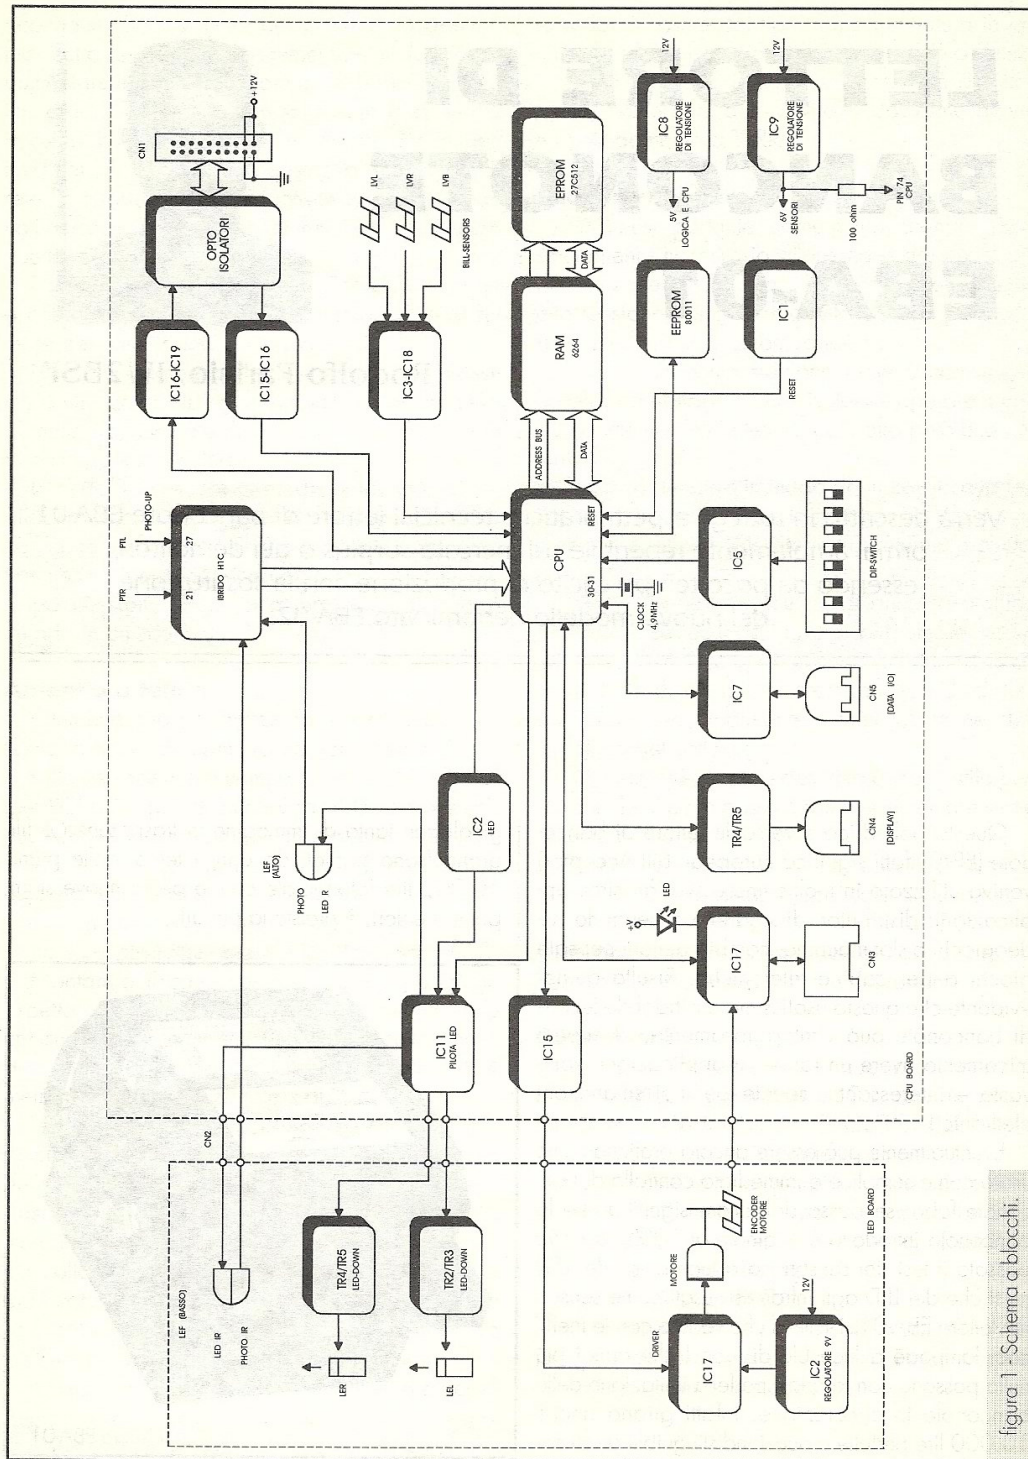 LEF (BASSO)
LED IR
PHOTO IR
CN2
LEF
(ALTO)
PHOTO
LED R
PTR
PTL
PHOTO-UP
21
27
IBRIDO H1
IC16-IC19
IC15-IC16
OPTO
ISOLATORI
CN1
+12V
LER
TR4/TR5
LED-DOWN
LEL
TR2/TR3
LED-DOWN
IC11
PILOTA LED
IC2
LED
IC3-IC18
LVL
LVR
LVB
BILL-SENSORS
IC15
CPU
30-31
RESET
CLOCK
4,9MHz
ADDRESS BUS
DATA
RAM
6264
DATA
EPROM
27C512
DRIVER
MOTORE
IC17
ENCODER
MOTORE
IC2
REGOLATORE 9V
12V
LED BOARD
+V
LED
IC17
CN3
TR4/TR5
CN4
[DISPLAY]
IC7
CN5
[DATA I/O]
IC5
DIP-SWITCH
EEPROM
80011
RESET
IC1
12V
IC8
REGOLATORE
DI TENSIONE
5V
LOGICA E CPU
12V
IC9
REGOLATORE
DI TENSIONE
6V
SENSORI
100 ohm
PIN 74
CPU
CPU BOARD
figura 1 - Schema a blocchi.